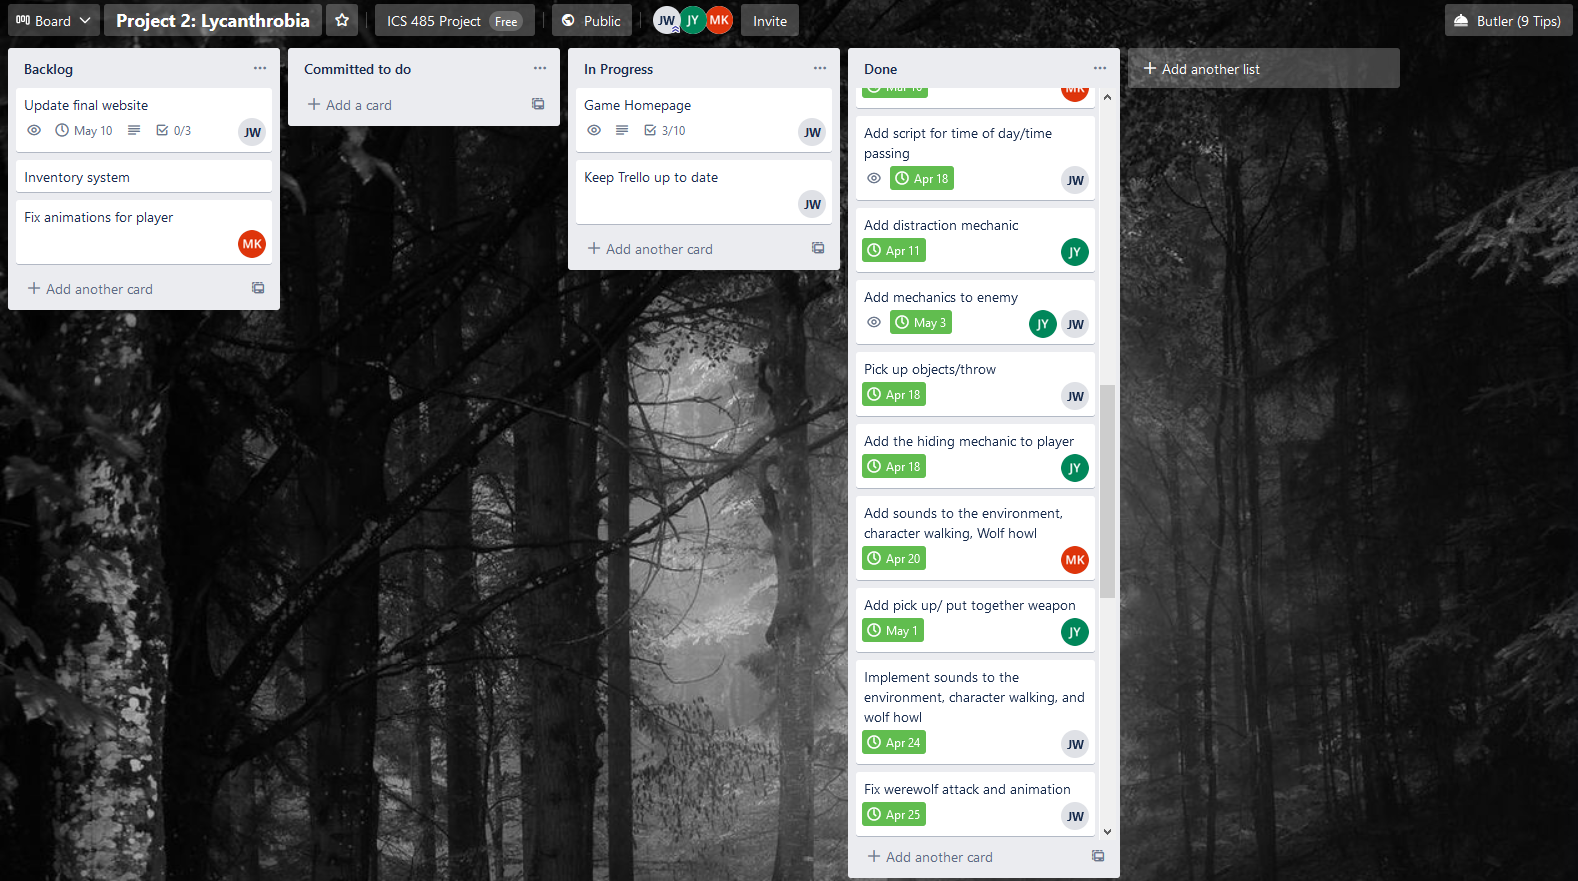 Board
Project 2: Lycanthrobia
ICS 485 Project Free
Public
JW JY MK
Invite
Butler (9 Tips)
Backlog
Update final website
May 10 0/3
JW
Inventory system
Fix animations for player
MK
+ Add another card
Committed to do
+ Add a card
In Progress
Game Homepage
3/10
JW
Keep Trello up to date
JW
+ Add another card
Done
MK
Add script for time of day/time
passing
Apr 18
JW
Add distraction mechanic
Apr 11
JY
Add mechanics to enemy
May 3
JY JW
Pick up objects/throw
Apr 18
JW
Add the hiding mechanic to player
Apr 18
JY
Add sounds to the environment,
character walking, Wolf howl
Apr 20
MK
Add pick up/ put together weapon
May 1
JY
Implement sounds to the
environment, character walking, and
wolf howl
Apr 24
JW
Fix werewolf attack and animation
Apr 25
JW
+ Add another card
+ Add another list